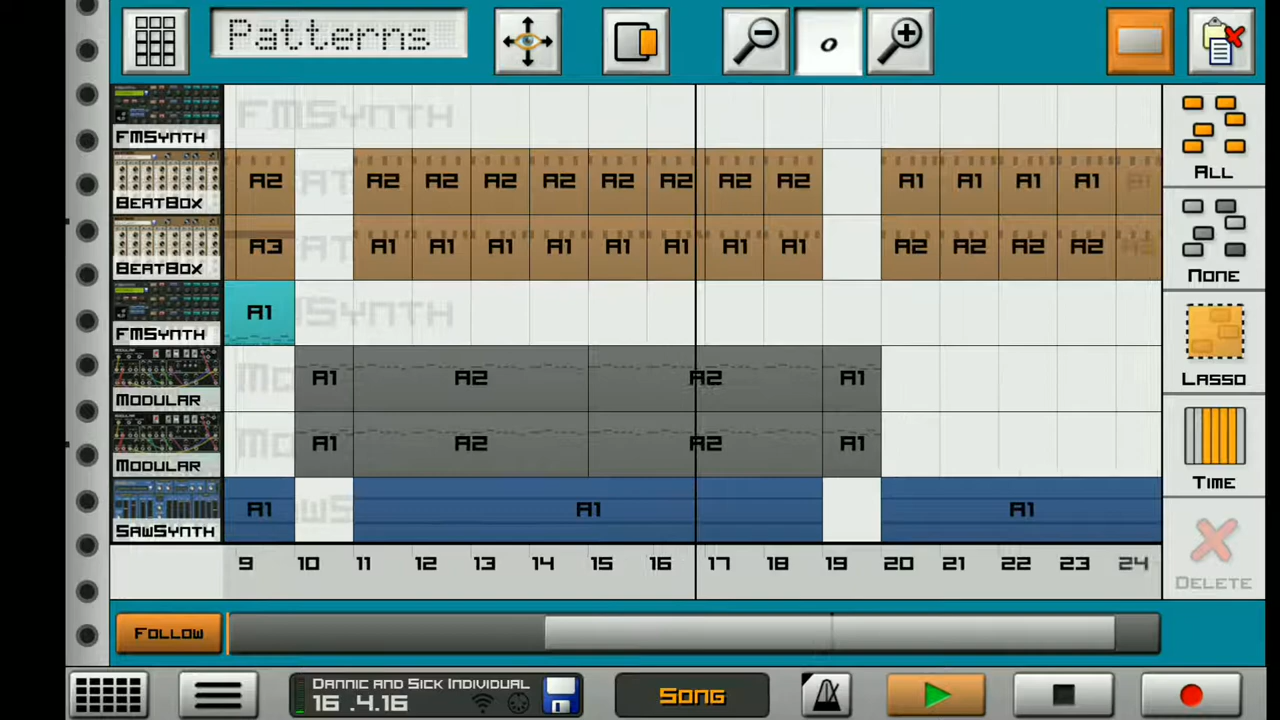 Patterns
FMSynth FMSynth
All
BeatBox A2 A2 A2 A2 A2 A2 A2 A2 A2 A1 A1 A1 A1
BeatBox A3 A1 A1 A1 A1 A1 A1 A1 A1 A2 A2 A2 A2
None
FMSynth A1
Modular A1 A2 A2 A1
Lasso
Modular A1 A2 A2 A1
Time
SawSynth A1 A1 A1
9 10 11 12 13 14 15 16 17 18 19 20 21 22 23 24
Delete
Follow
Dannic and Sick Individual
16 .4.16
Song